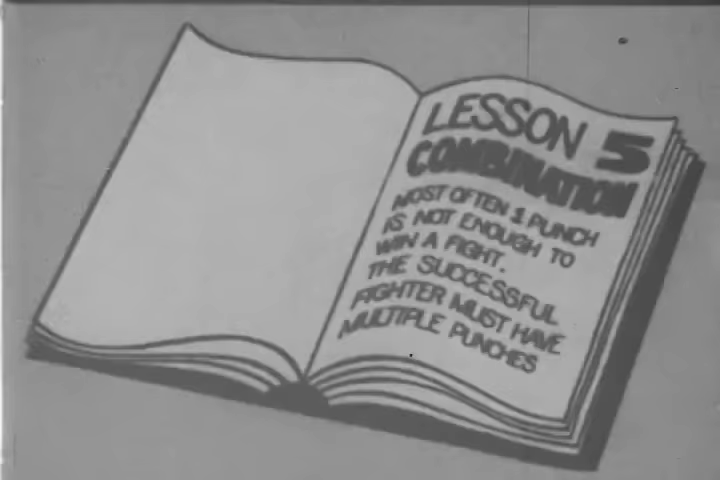 LESSON 5
COMBINATION
MOST OFTEN 1 PUNCH
IS NOT ENOUGH TO
WIN A FIGHT.
THE SUCCESSFUL
FIGHTER MUST HAVE
MULTIPLE PUNCHES